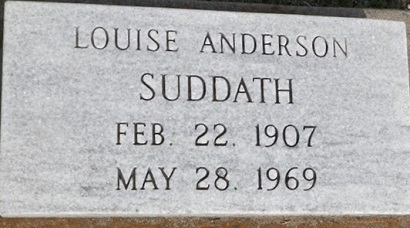 LOUISE ANDERSON
SUDDATH
FEB. 22. 1907
MAY 28. 1969